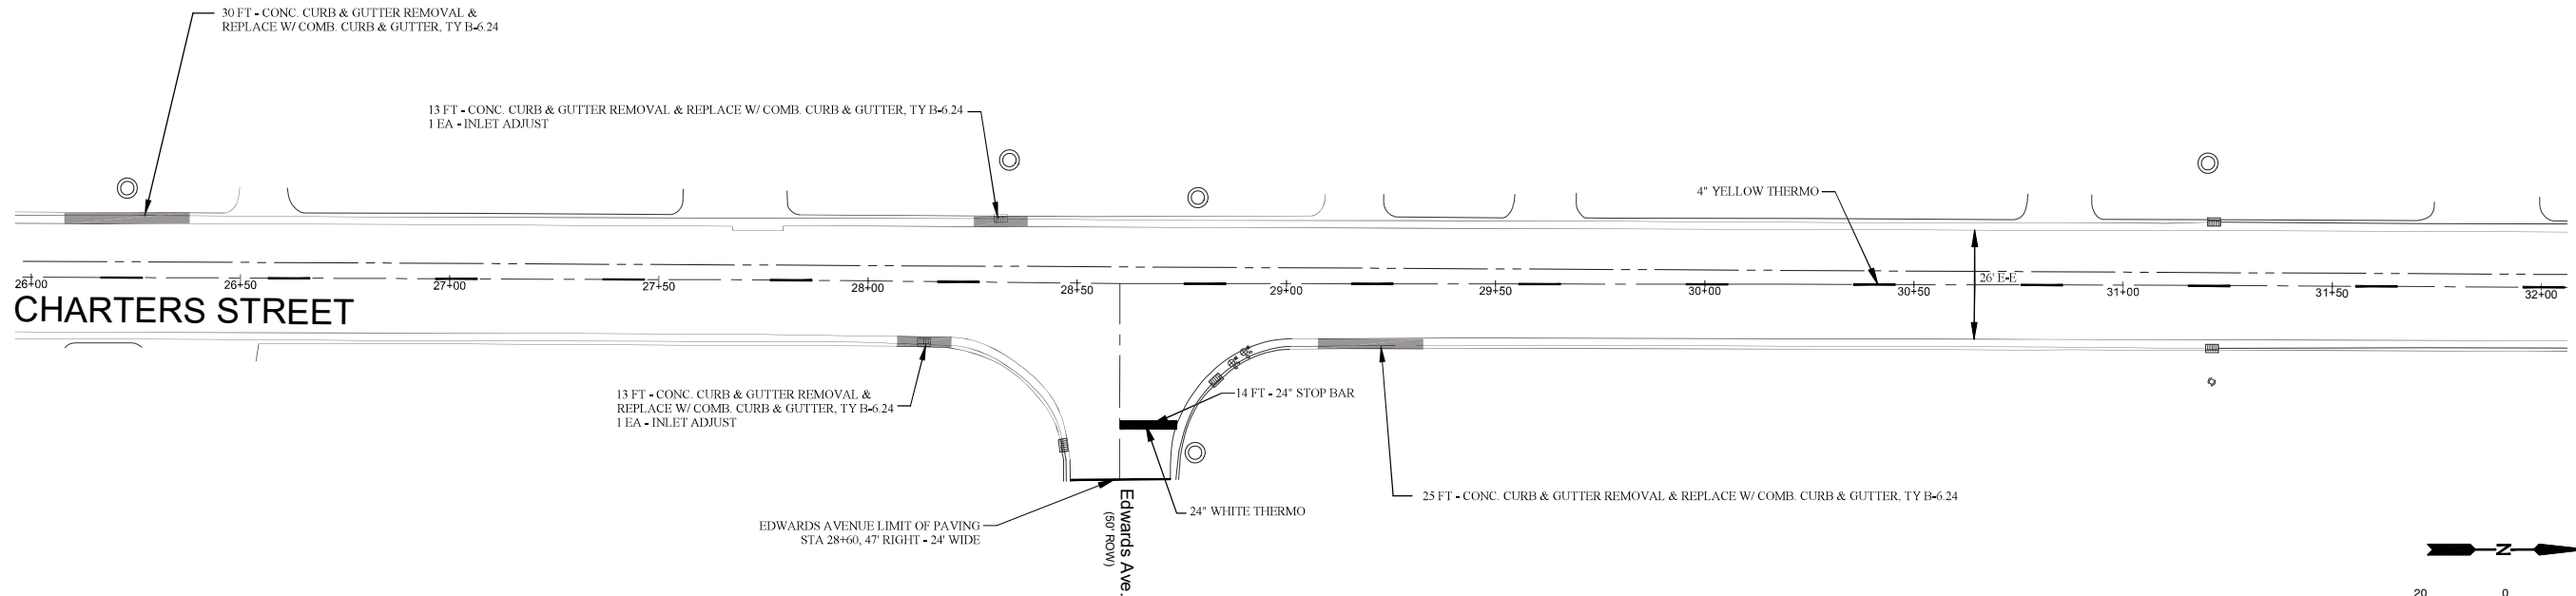 30 FT - CONC. CURB & GUTTER REMOVAL &
REPLACE W/ COMB. CURB & GUTTER, TY B-6.24
13 FT - CONC. CURB & GUTTER REMOVAL & REPLACE W/ COMB. CURB & GUTTER, TY B-6.24
1 EA - INLET ADJUST
4" YELLOW THERMO
26' E-E
26+00
26+50
27+00
27+50
28+00
28+50
29+00
29+50
30+00
30+50
31+00
31+50
32+00
CHARTERS STREET
13 FT - CONC. CURB & GUTTER REMOVAL &
REPLACE W/ COMB. CURB & GUTTER, TY B-6.24
1 EA - INLET ADJUST
14 FT - 24" STOP BAR
25 FT - CONC. CURB & GUTTER REMOVAL & REPLACE W/ COMB. CURB & GUTTER, TY B-6.24
24" WHITE THERMO
EDWARDS AVENUE LIMIT OF PAVING
STA 28+60, 47' RIGHT - 24' WIDE
Edwards Ave.
(50' ROW)
N
20 0